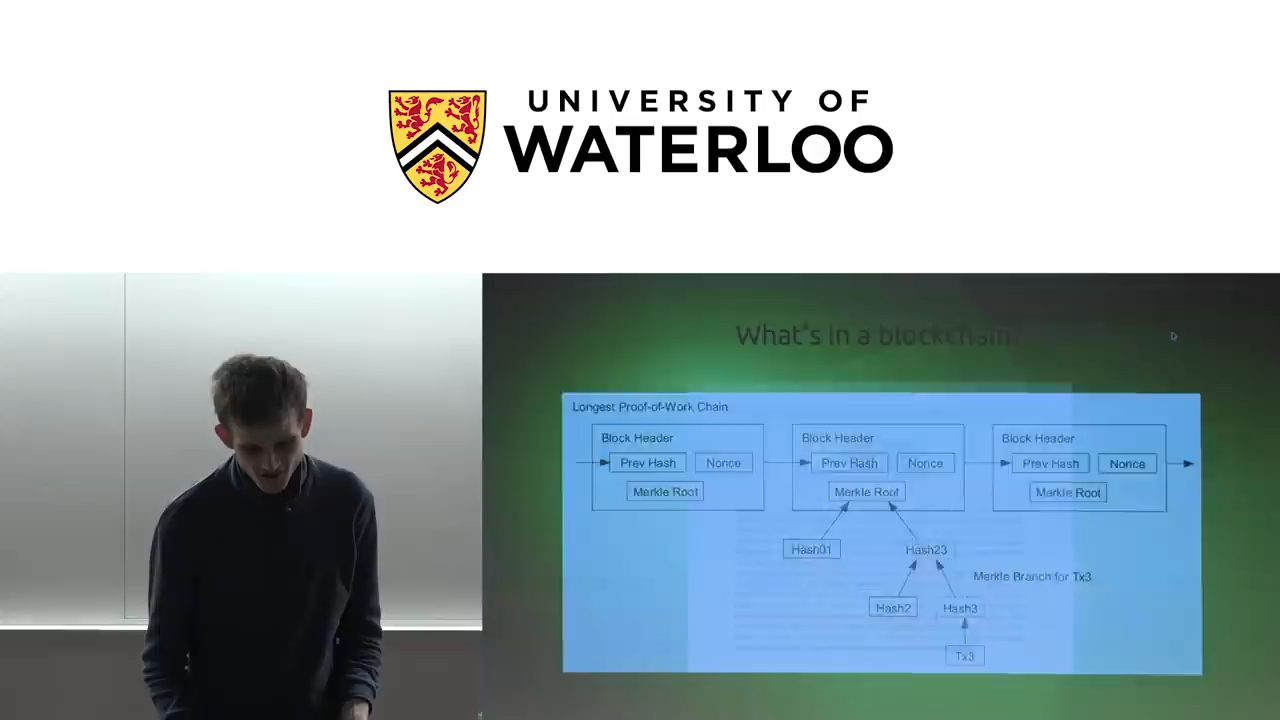 UNIVERSITY OF
WATERLOO
What's in a blockchain
Longest Proof-of-Work Chain
Block Header
Block Header
Block Header
Prev Hash
Nonce
Prev Hash
Nonce
Prev Hash
Nonce
Merkle Root
Merkle Root
Merkle Root
Hash01
Hash23
Merkle Branch for Tx3
Hash2
Hash3
Tx3